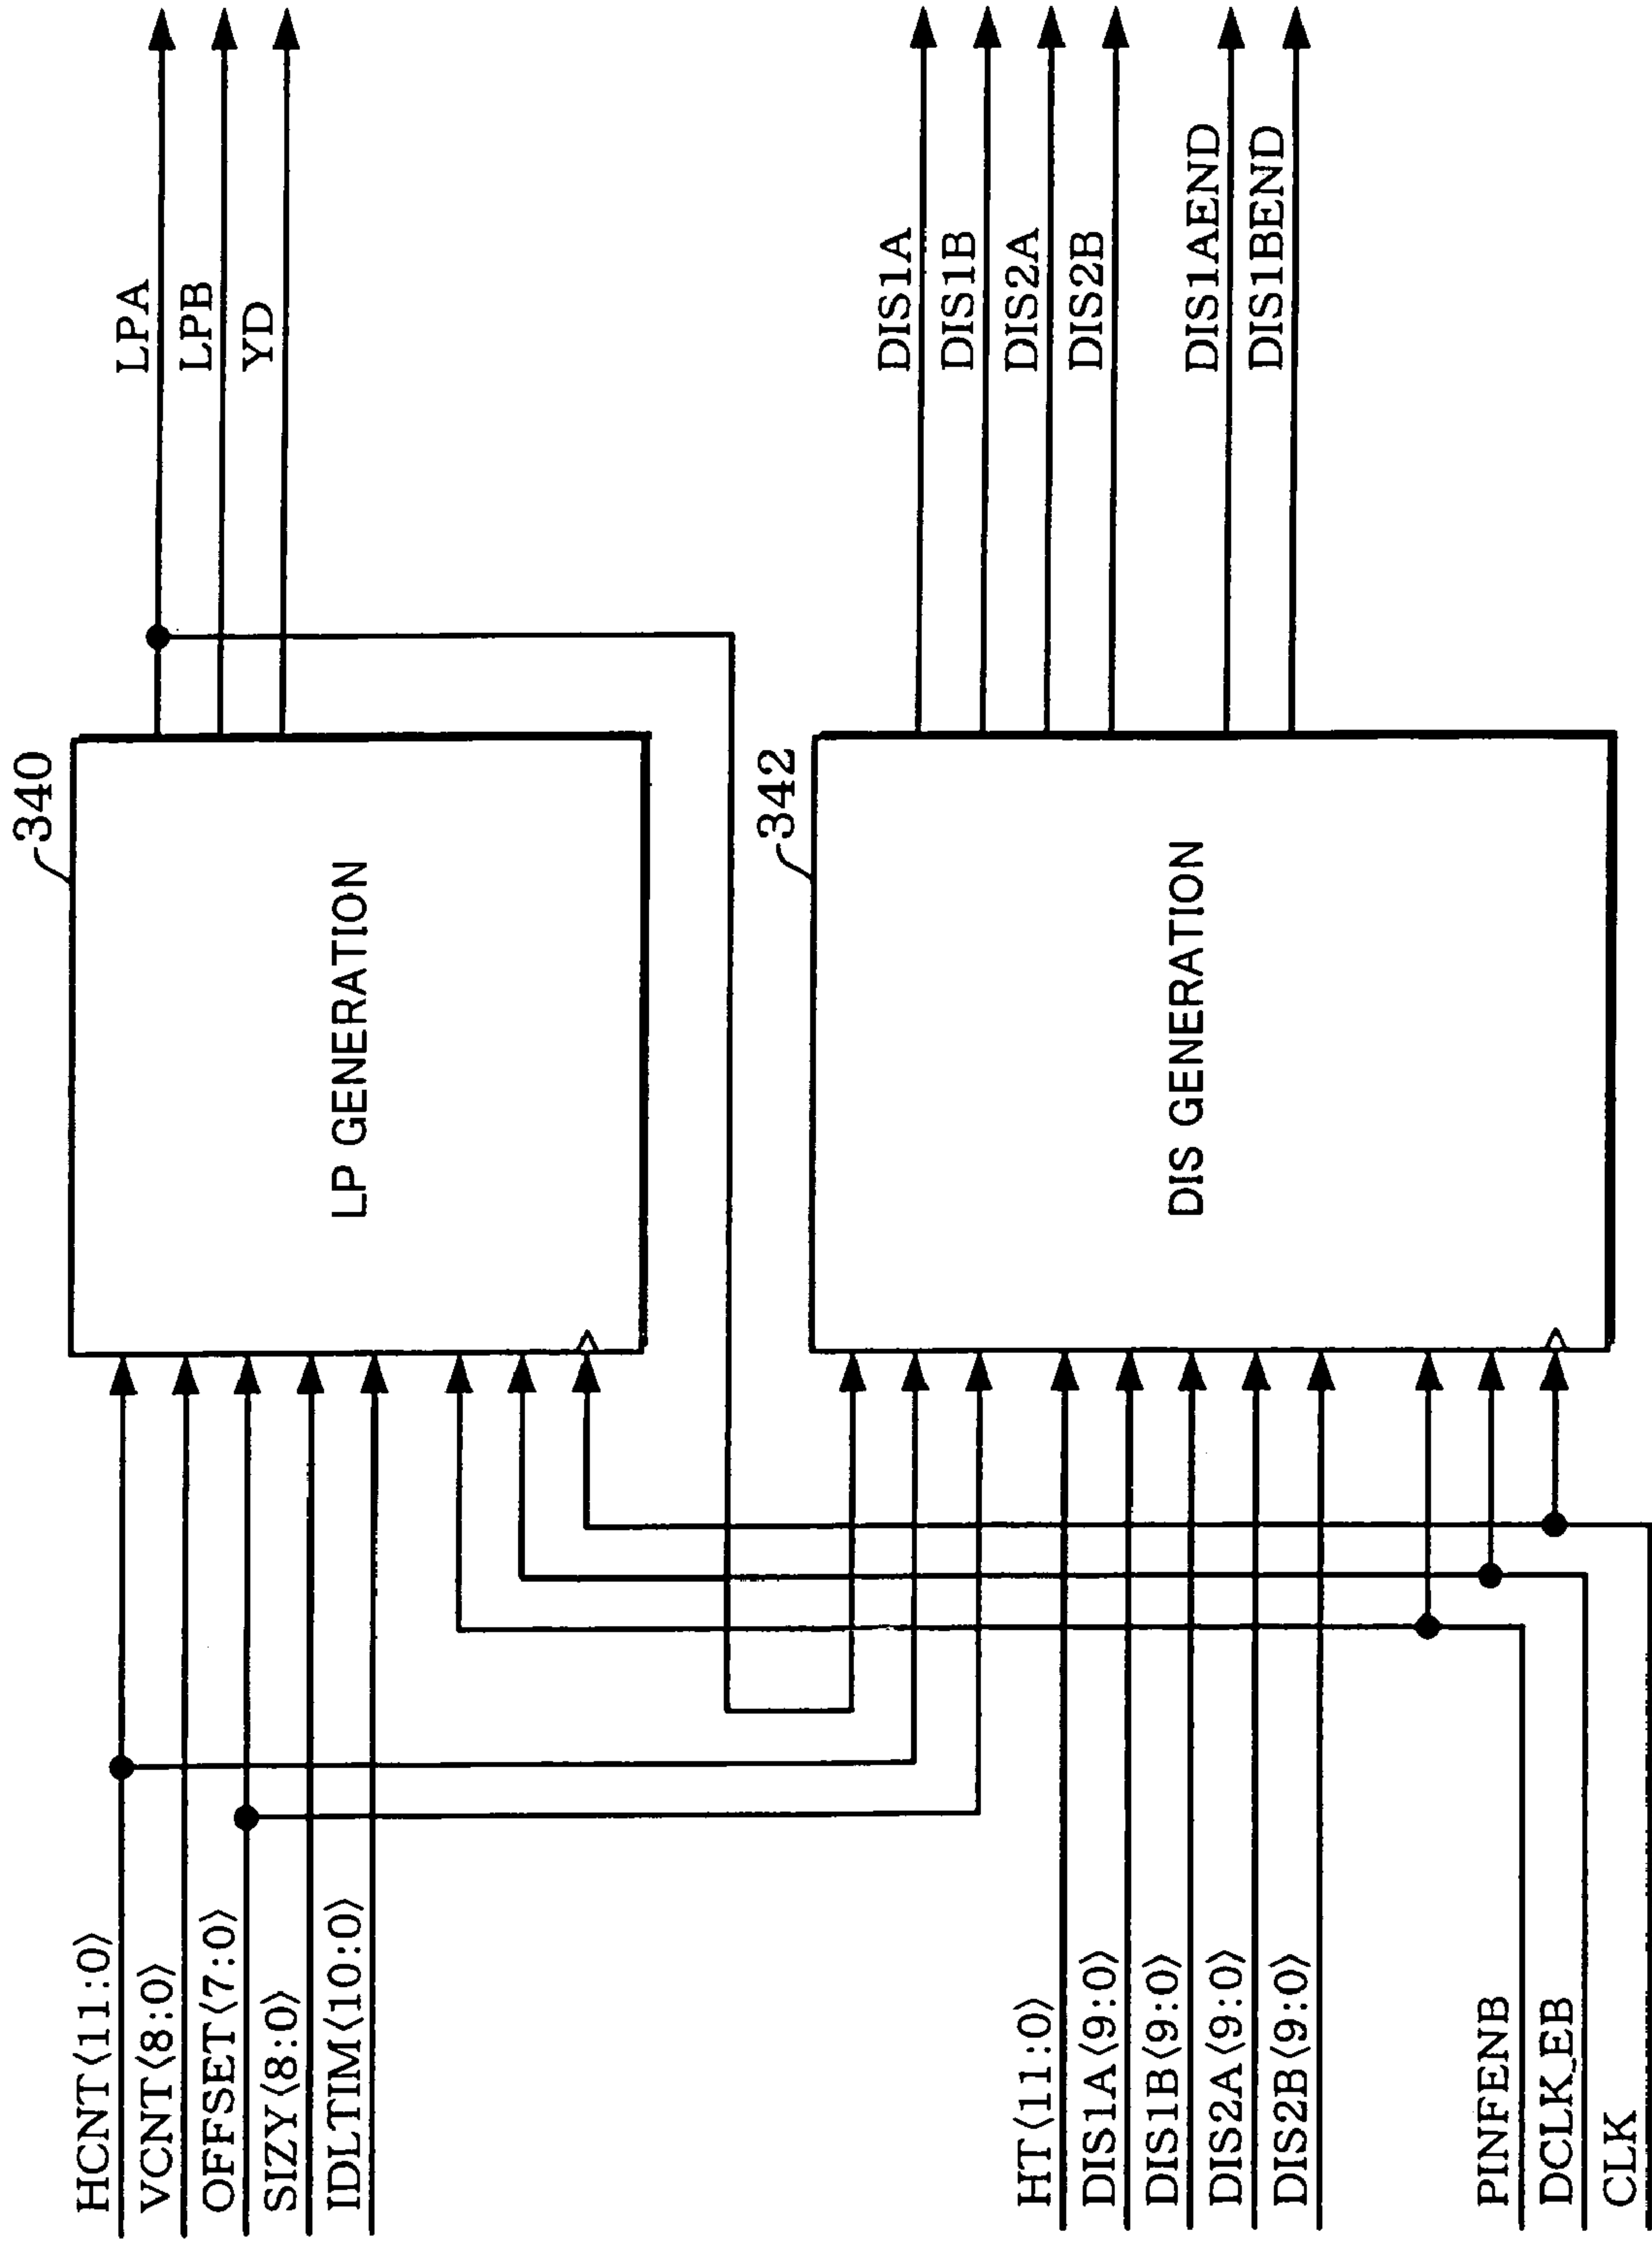 HCNT⟨11:0⟩
VCNT⟨8:0⟩
OFFSET⟨7:0⟩
SIZY⟨8:0⟩
IDLTIM⟨10:0⟩
340
LP GENERATION
LPA
LPB
YD
HT⟨11:0⟩
DIS1A⟨9:0⟩
DIS1B⟨9:0⟩
DIS2A⟨9:0⟩
DIS2B⟨9:0⟩
PINFENB
DCLK_EB
CLK
342
DIS GENERATION
DIS1A
DIS1B
DIS2A
DIS2B
DIS1AEND
DIS1BEND